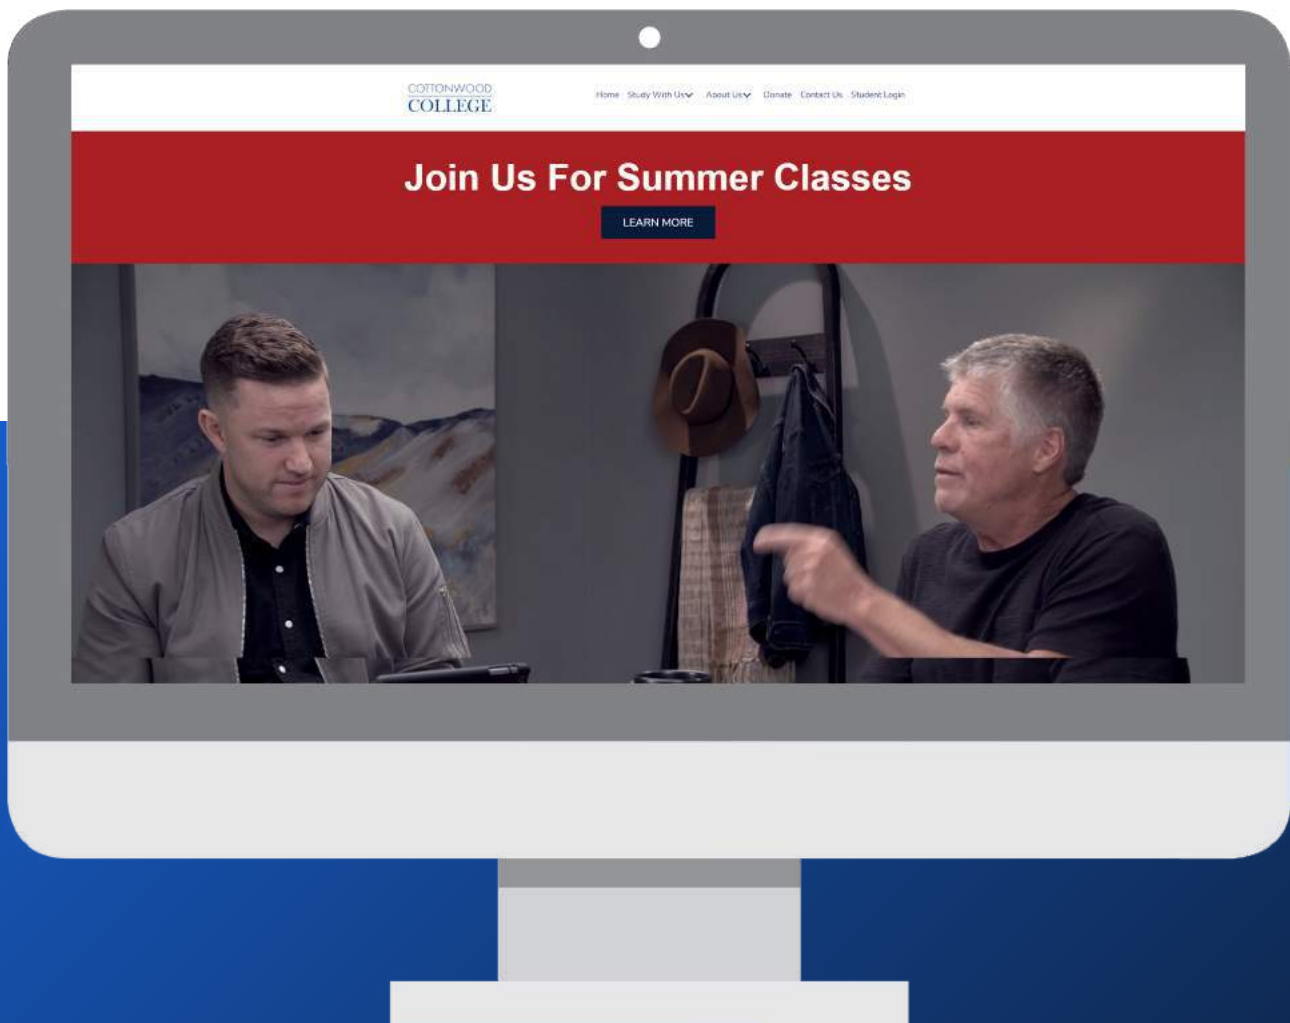 COTTONWOOD
COLLEGE
Home Study With Us About Us Donate Contact Us Student Login
Join Us For Summer Classes
LEARN MORE